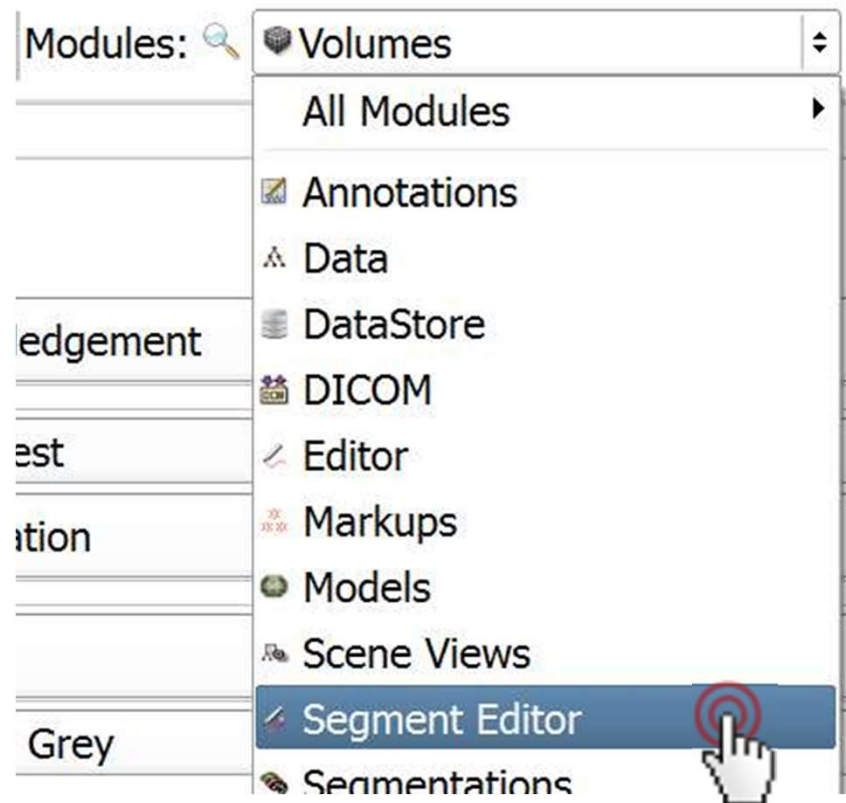 Modules: Volumes
All Modules
Annotations
Data
DataStore
edgement
DICOM
est
Editor
ation
Markups
Models
Scene Views
Segment Editor
Grey
Segmentations